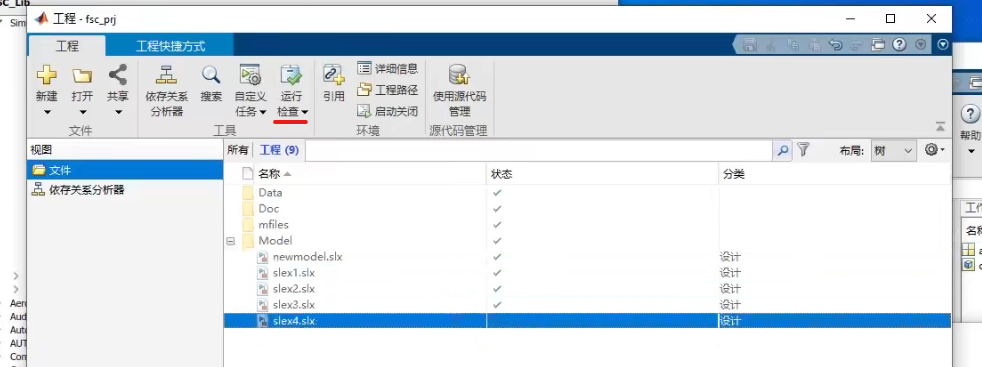 SC_Lib
Sim
工程 - fsc_prj
工程 工程快捷方式
新建 打开 共享 依存关系分析器 搜索 自定义任务 运行检查 引用 详细信息 工程路径 启动关闭 使用源代码管理
文件 工具 环境 源代码管理
帮助
视图
所有 工程 (9) 布局: 树
文件
依存关系分析器
名称 状态 分类
Data
Doc
mfiles
Model
newmodel.slx 设计
slex1.slx 设计
slex2.slx 设计
slex3.slx 设计
slex4.slx 设计
Aero
Aud
Auto
AUT
Com